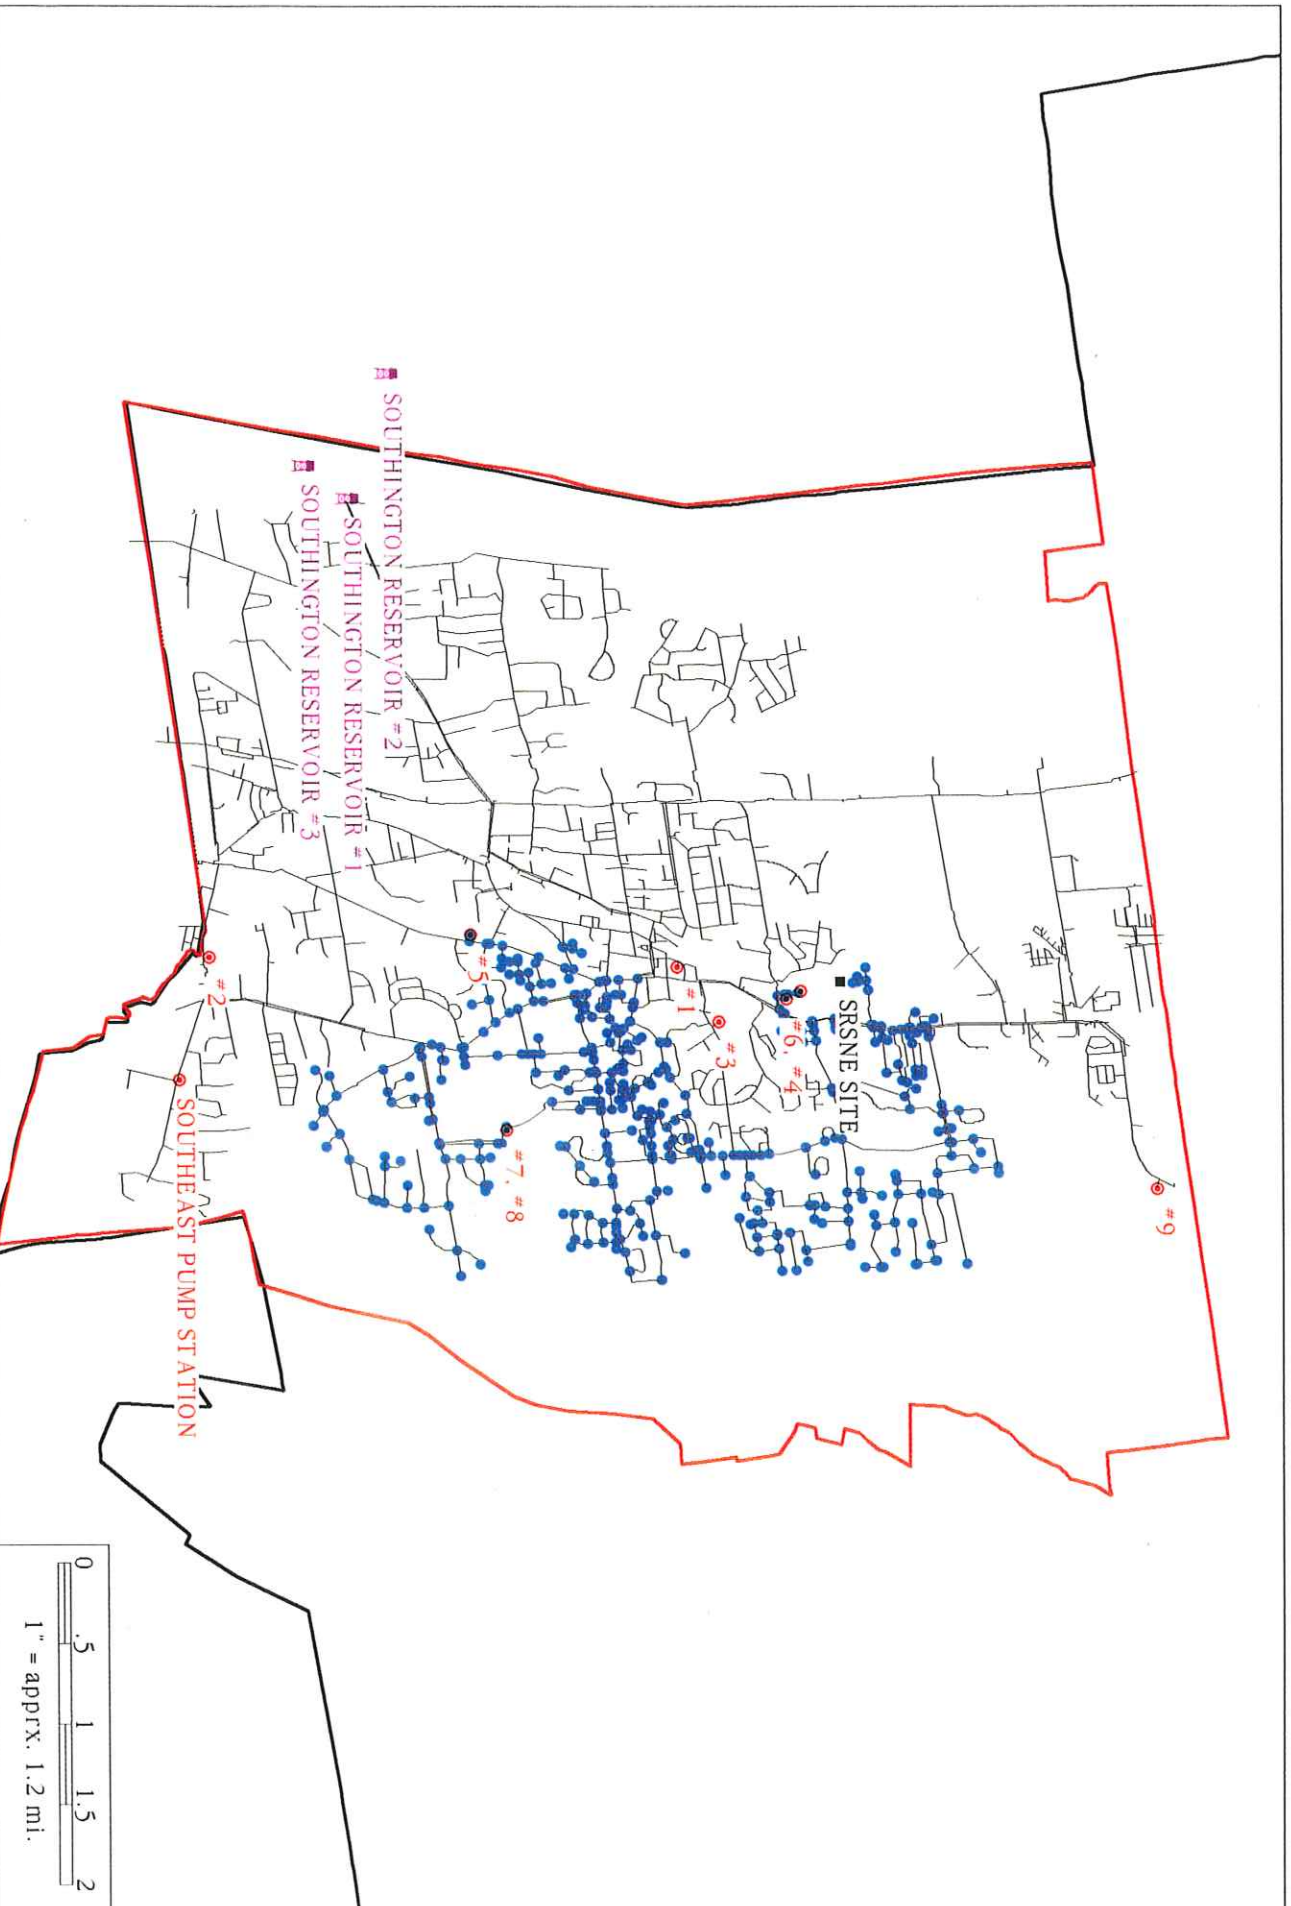 SOUTHINGTON RESERVOIR #2
SOUTHINGTON RESERVOIR #1
SOUTHINGTON RESERVOIR #3
#9
SRSNE SITE
#6, #4
#3
#1
#7, #8
#5
#2
SOUTHEAST PUMP STATION
0 .5 1 1.5 2
1" = apprx. 1.2 mi.